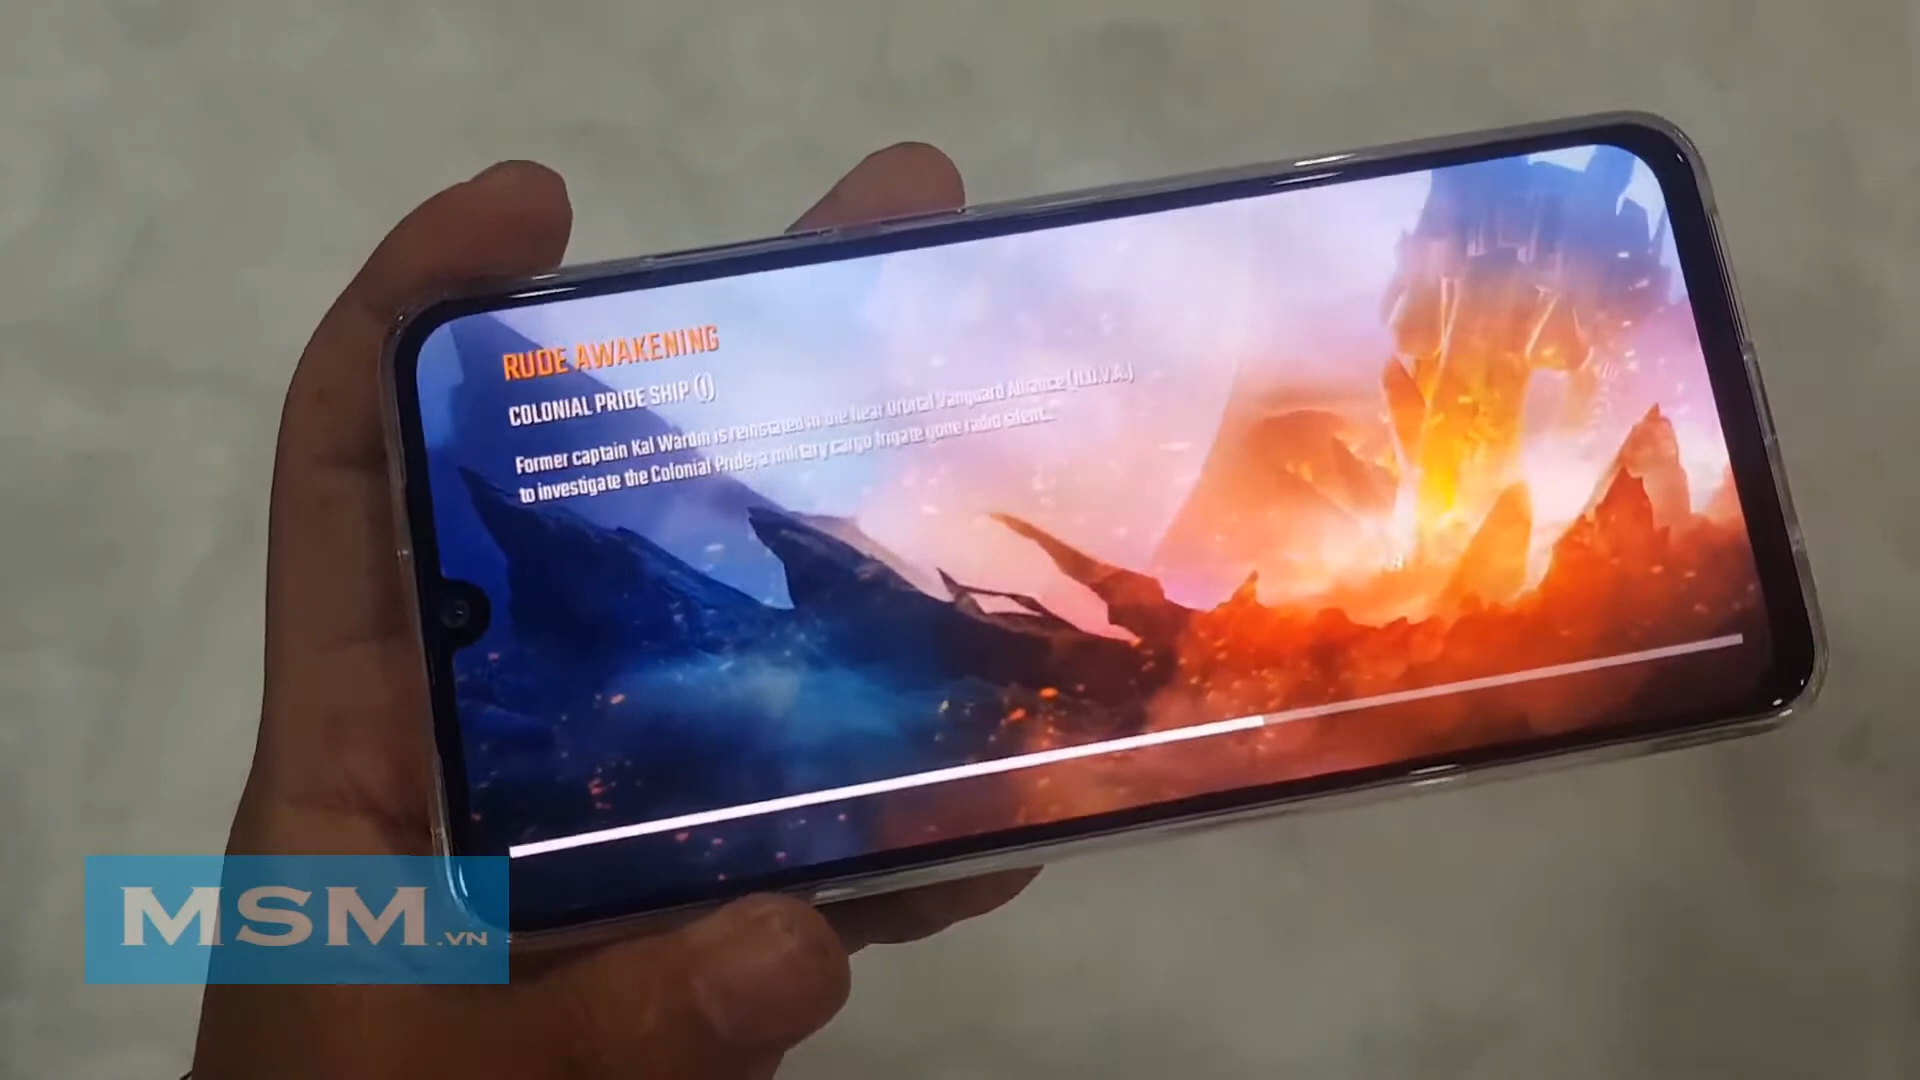 RUDE AWAKENING
COLONIAL PRIDE SHIP (1)
Former captain Kal Wardin is reinstated in the Near Orbital Vanguard Alliance (N.O.V.A.)
to investigate the Colonial Pride, a military cargo frigate gone radio silent...
MSM.VN